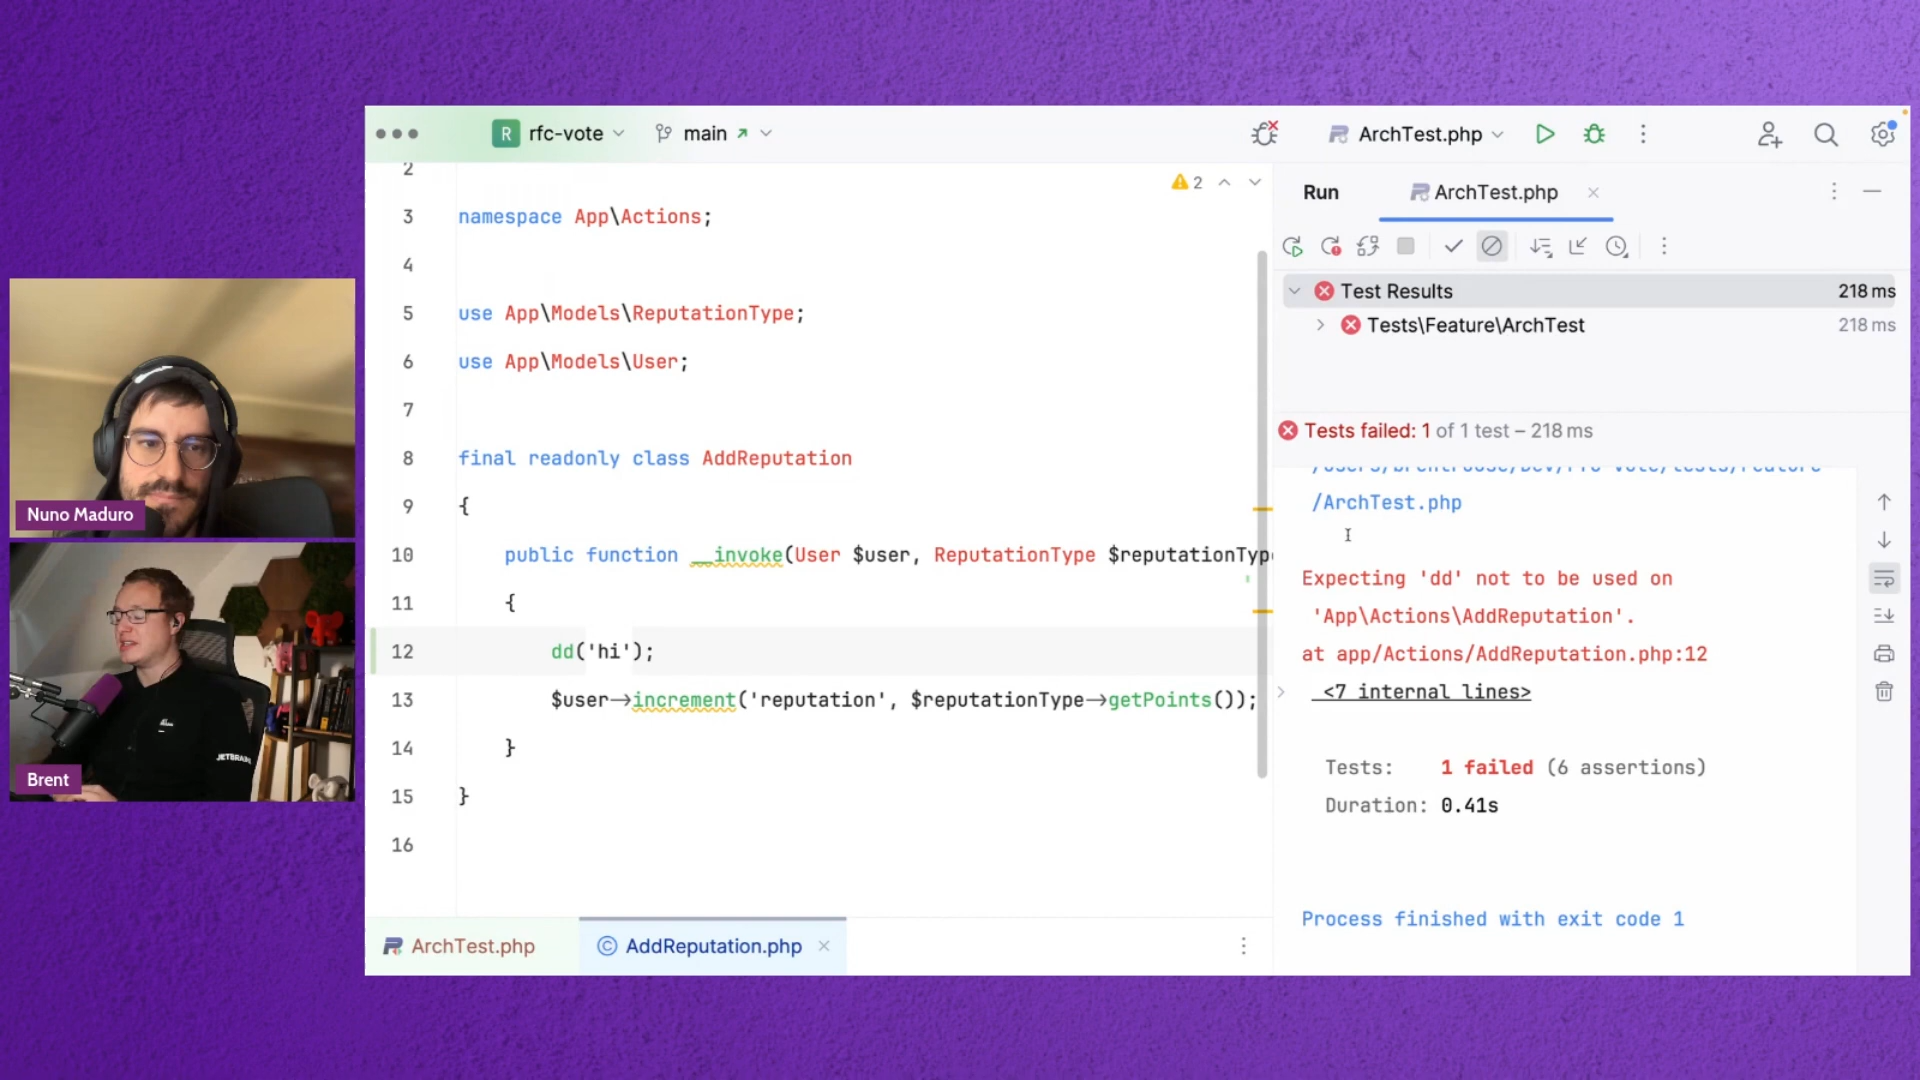 R rfc-vote
main
ArchTest.php
2
3 namespace App\Actions;
4
5 use App\Models\ReputationType;
6 use App\Models\User;
7
8 final readonly class AddReputation
9 {
10 public function __invoke(User $user, ReputationType $reputationTyp
11 {
12 dd('hi');
13 $user→increment('reputation', $reputationType→getPoints());
14 }
15 }
16
2
ArchTest.php
AddReputation.php
Run
ArchTest.php
Test Results 218 ms
Tests\Feature\ArchTest 218 ms
Tests failed: 1 of 1 test – 218 ms
/ArchTest.php
Expecting 'dd' not to be used on
'App\Actions\AddReputation'.
at app/Actions/AddReputation.php:12
<7 internal lines>
Tests: 1 failed (6 assertions)
Duration: 0.41s
Process finished with exit code 1
Nuno Maduro
JETBRAINS
Brent